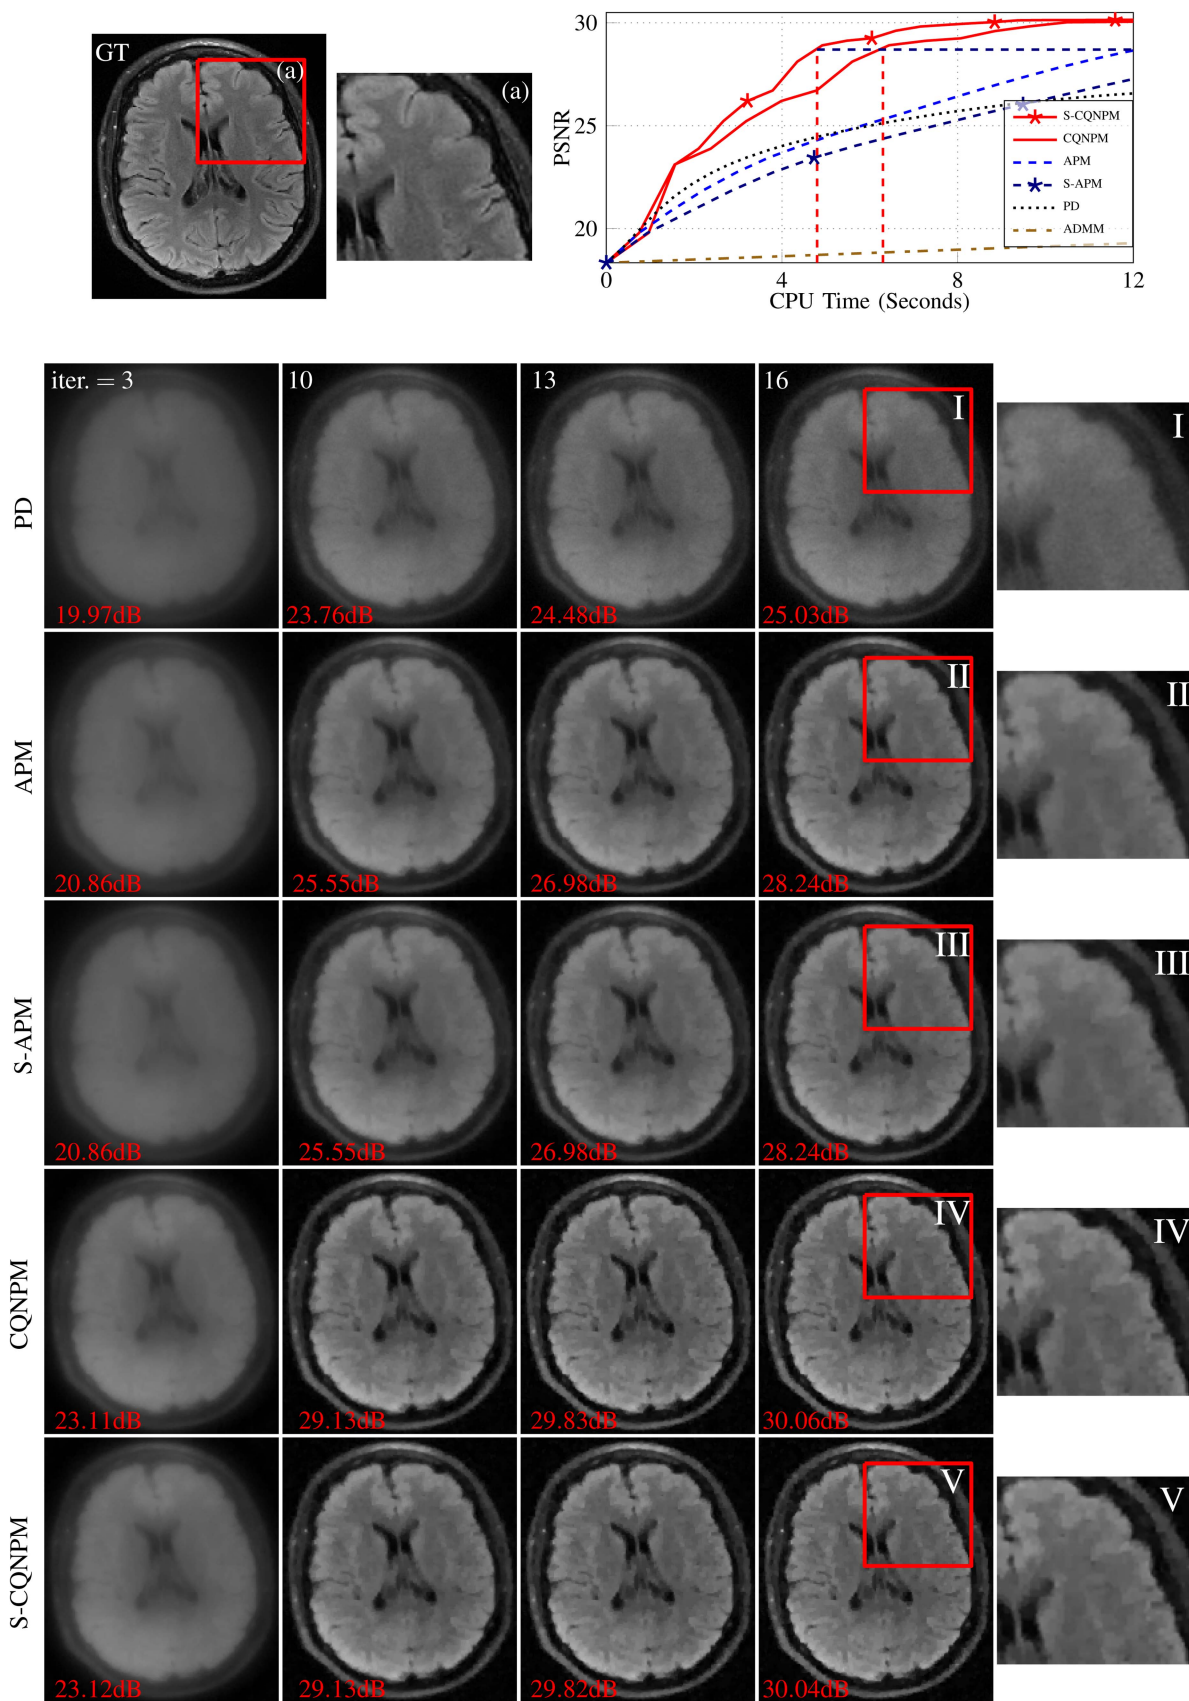 GT
(a)
(a)
30
25
20
PSNR
0
4
8
12
CPU Time (Seconds)
S-CQNPM
CQNPM
APM
S-APM
PD
ADMM
iter. = 3
10
13
16
I
I
PD
19.97dB
23.76dB
24.48dB
25.03dB
II
II
APM
20.86dB
25.55dB
26.98dB
28.24dB
III
III
S-APM
20.86dB
25.55dB
26.98dB
28.24dB
IV
IV
CQNPM
23.11dB
29.13dB
29.83dB
30.06dB
V
V
S-CQNPM
23.12dB
29.13dB
29.82dB
30.04dB